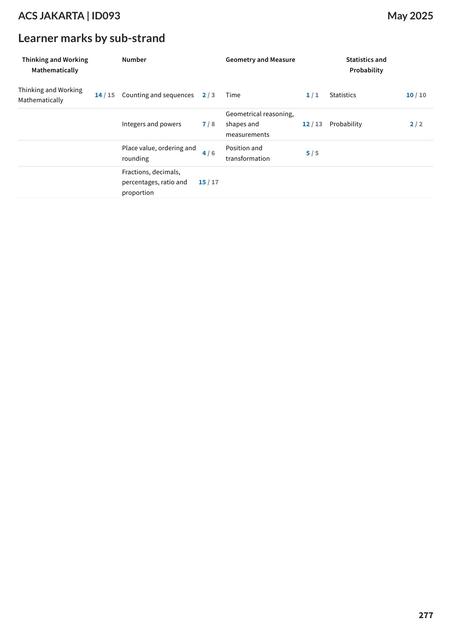 ACS JAKARTA | ID093 May 2025
Learner marks by sub-strand
Thinking and Working Mathematically
Number
Geometry and Measure
Statistics and Probability
Thinking and Working Mathematically 14 / 15
Counting and sequences 2 / 3
Time 1 / 1
Statistics 10 / 10
Integers and powers 7 / 8
Geometrical reasoning, shapes and measurements 12 / 13
Probability 2 / 2
Place value, ordering and rounding 4 / 6
Position and transformation 5 / 5
Fractions, decimals, percentages, ratio and proportion 15 / 17
277